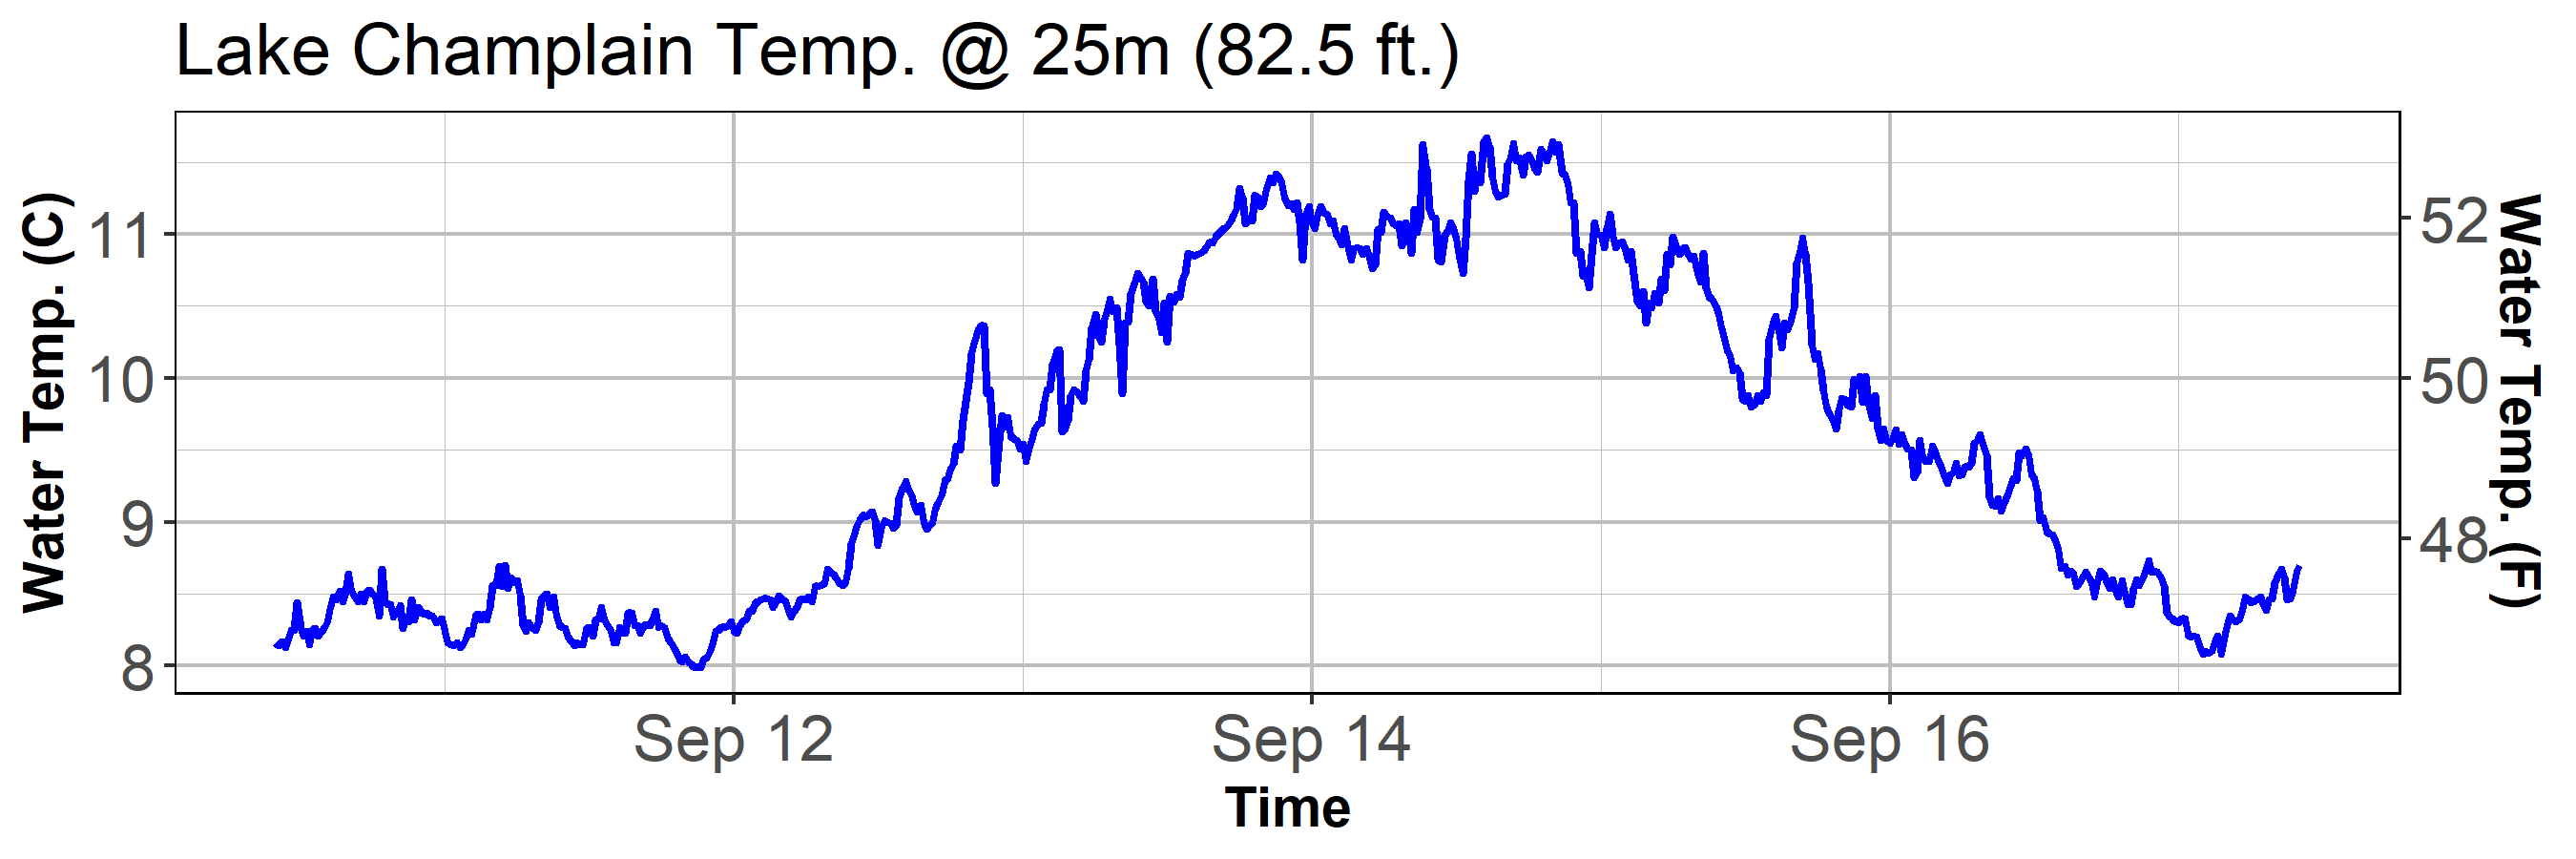 Lake Champlain Temp. @ 25m (82.5 ft.)
Water Temp. (C)
11
10
9
8
52
50
48
Water Temp. (F)
Sep 12
Sep 14
Sep 16
Time